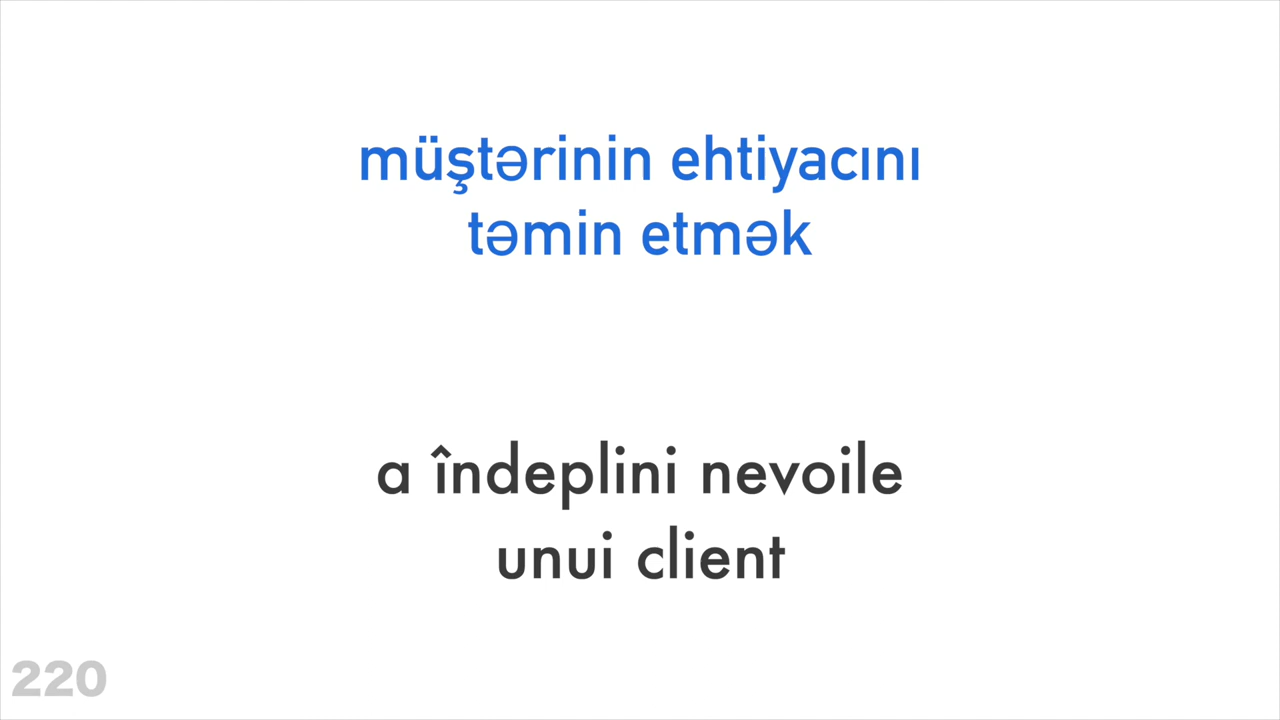 müştərinin ehtiyacını
təmin etmək
a îndeplini nevoile
unui client
220